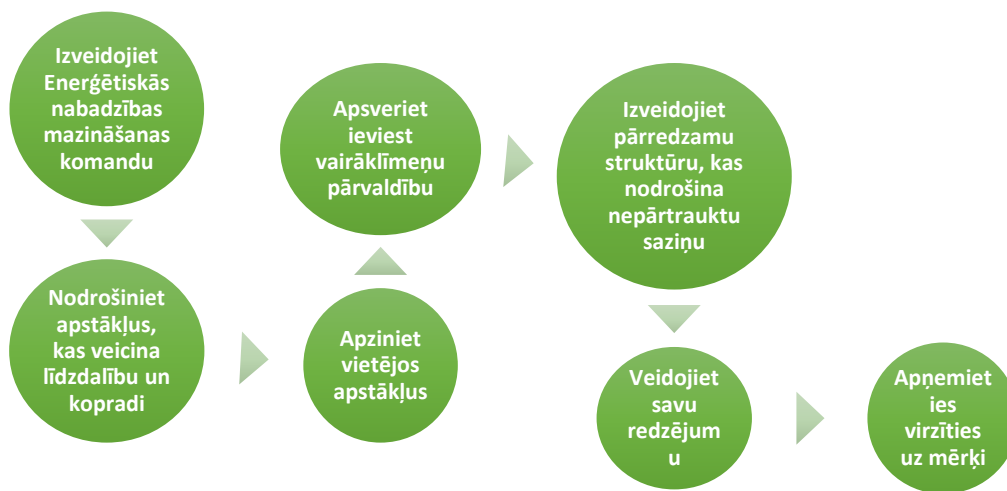 Izveidojiet
Enerģētiskās
nabadzības
mazināšanas
komandu
Nodrošiniet
apstākļus,
kas veicina
līdzdalību un
kopradi
Apziniet
vietējos
apstākļus
Apsveriet
ieviest
vairāklīmeņu
pārvaldību
Izveidojiet
pārredzamu
struktūru, kas
nodrošina
nepārtrauktu
saziņu
Veidojiet
savu
redzējum
u
Apņemiet
ies
virzīties
uz mērķi